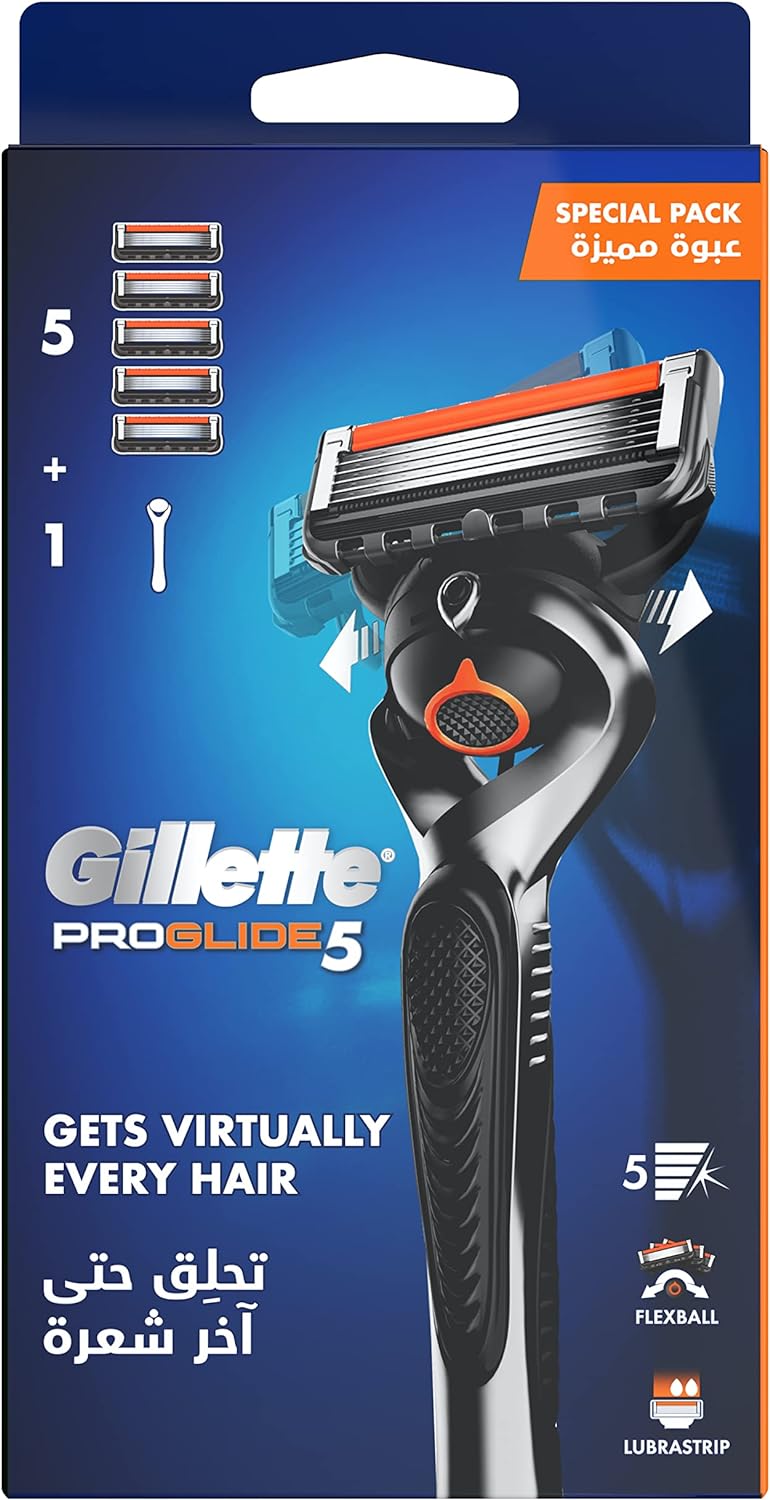 SPECIAL PACK
عبوة مميزة
5
+
1
Gillette®
PROGLIDE5
GETS VIRTUALLY
EVERY HAIR
تحلِق حتى
آخر شعرة
5
FLEXBALL
LUBRASTRIP